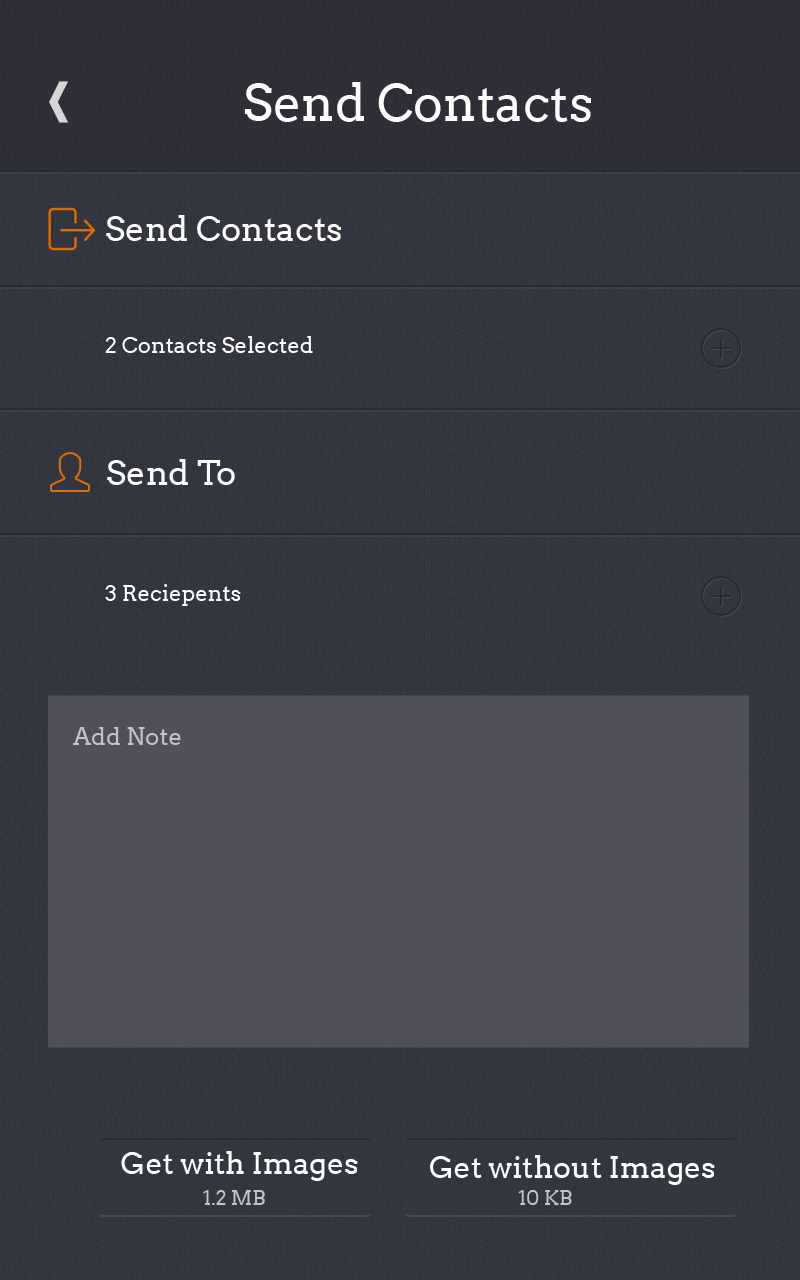 Send Contacts
Send Contacts
2 Contacts Selected
Send To
3 Reciepents
Add Note
Get with Images
1.2 MB
Get without Images
10 KB